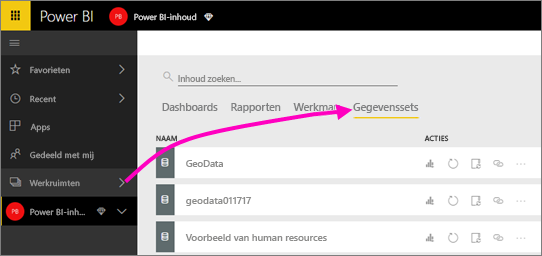 Power BI
PB Power BI-inhoud
Favorieten
Recent
Apps
Gedeeld met mij
Werkruimten
PB Power BI-inh...
Inhoud zoeken...
Dashboards Rapporten Werkma Gegevenssets
NAAM ACTIES
GeoData
geodata011717
Voorbeeld van human resources